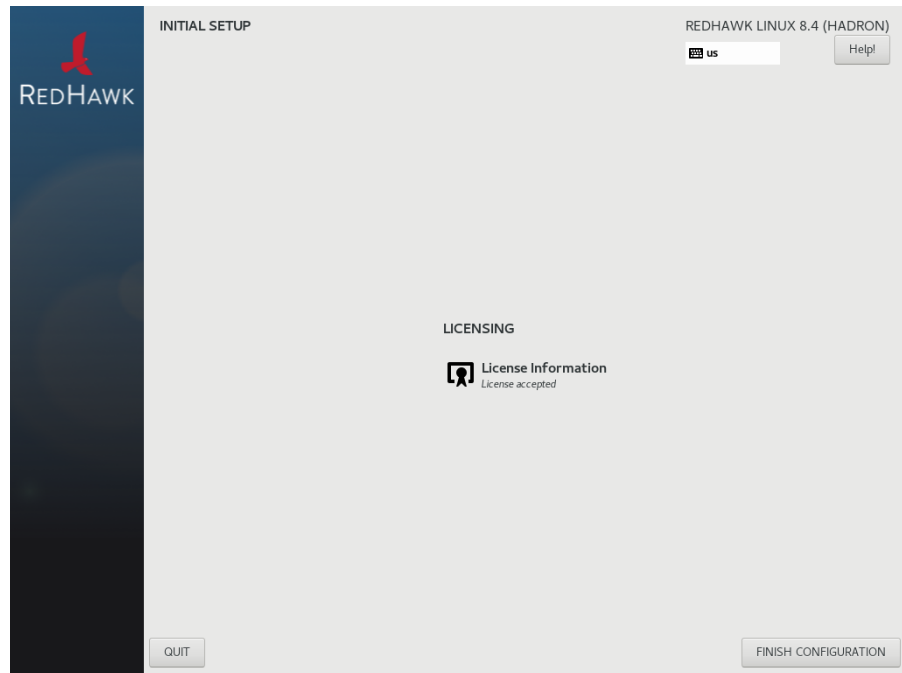 INITIAL SETUP
REDHAWK LINUX 8.4 (HADRON)
us
Help!
REDHAWK
LICENSING
License Information
License accepted
QUIT
FINISH CONFIGURATION